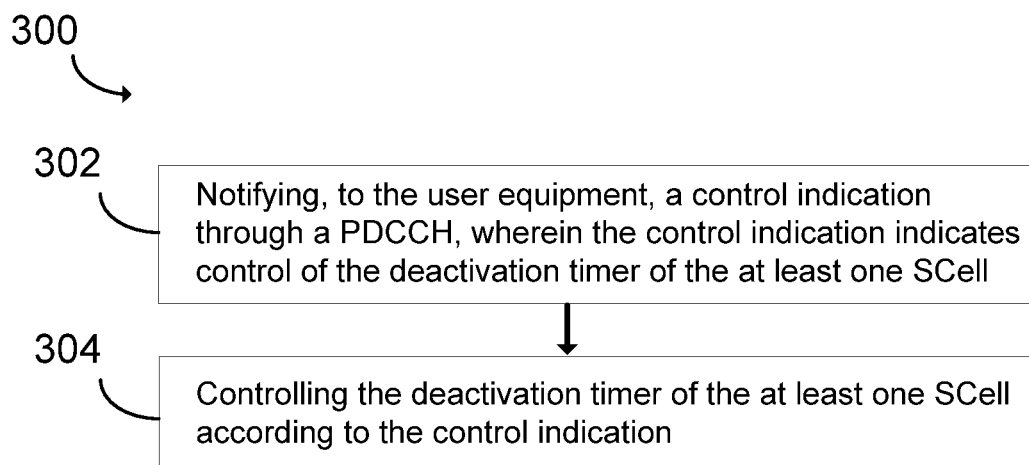 300
302
Notifying, to the user equipment, a control indication
through a PDCCH, wherein the control indication indicates
control of the deactivation timer of the at least one SCell
304
Controlling the deactivation timer of the at least one SCell
according to the control indication